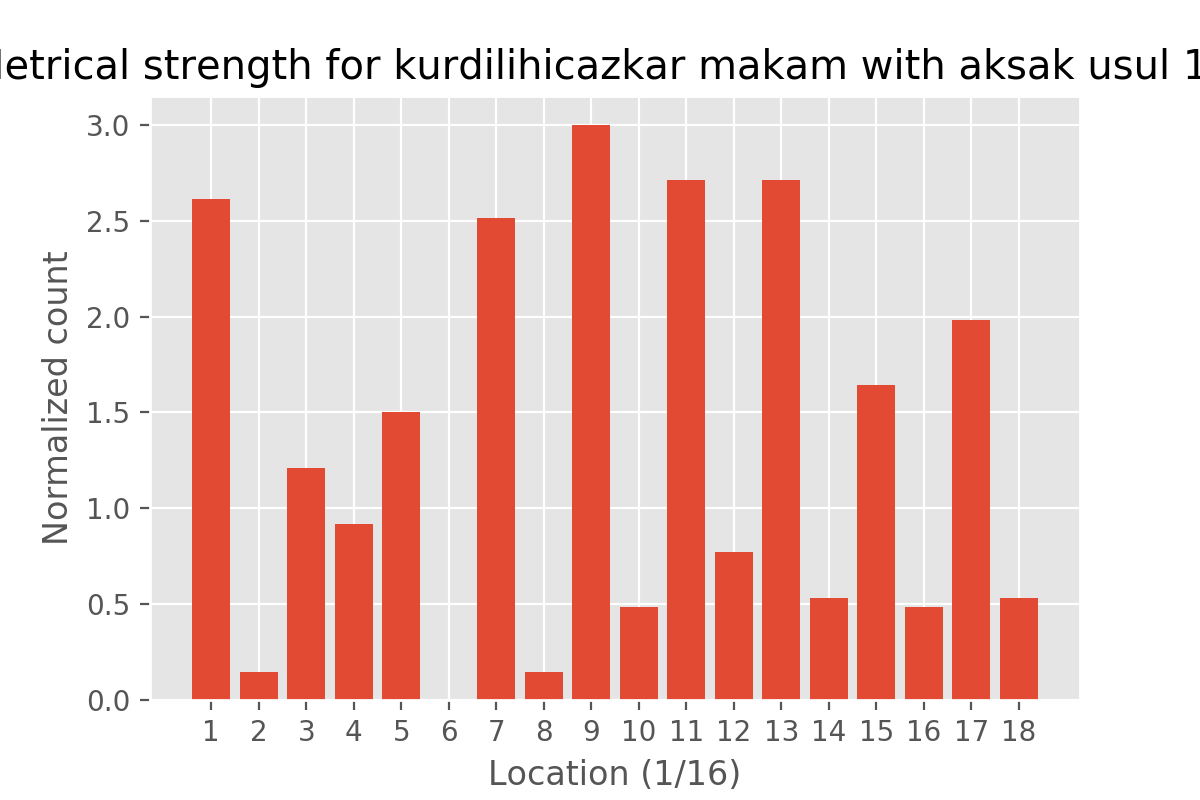 etrical strength for kurdilihicazkar makam with aksak usul 1
3.0
2.5
2.0
1.5
1.0
0.5
0.0
Normalized count
1 2 3 4 5 6 7 8 9 10 11 12 13 14 15 16 17 18
Location (1/16)